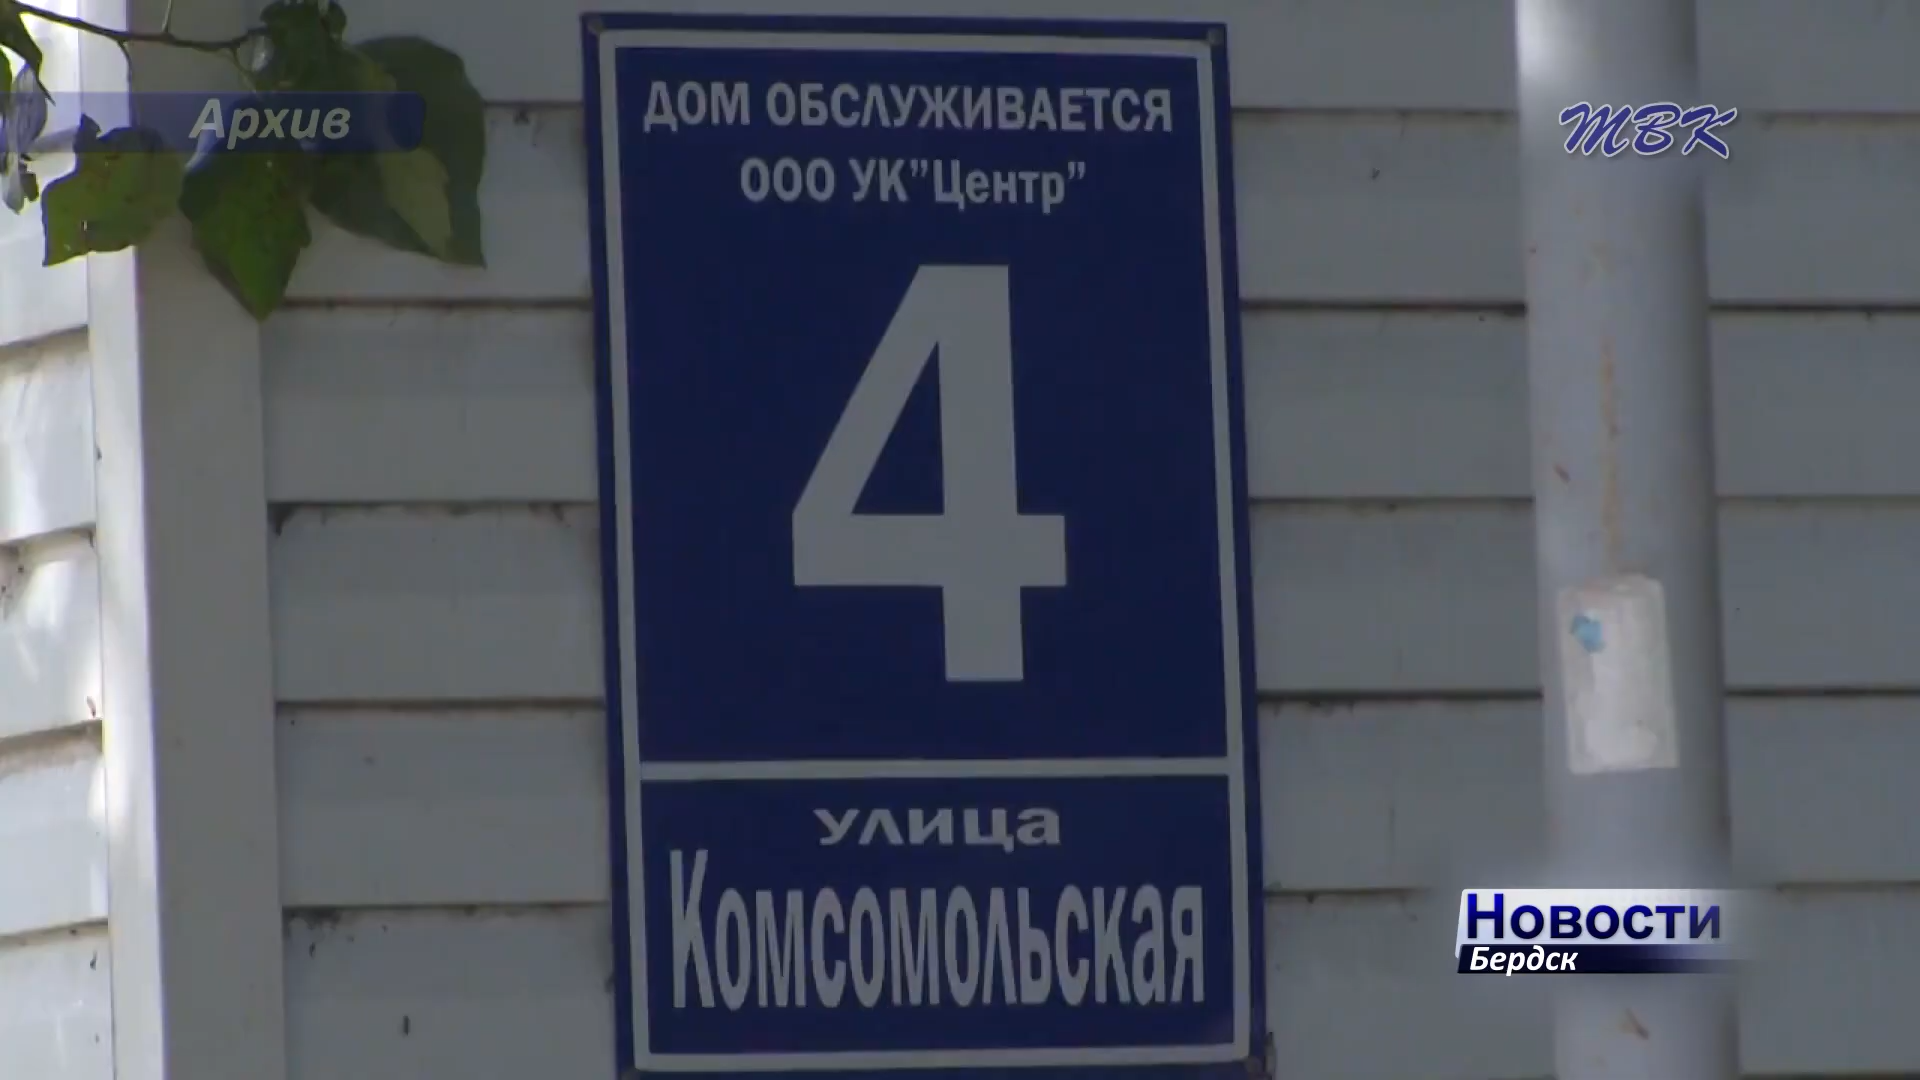 Архив
ТВК
ДОМ ОБСЛУЖИВАЕТСЯ
ООО УК"Центр"
4
улица
Комсомольская
Новости
Бердск